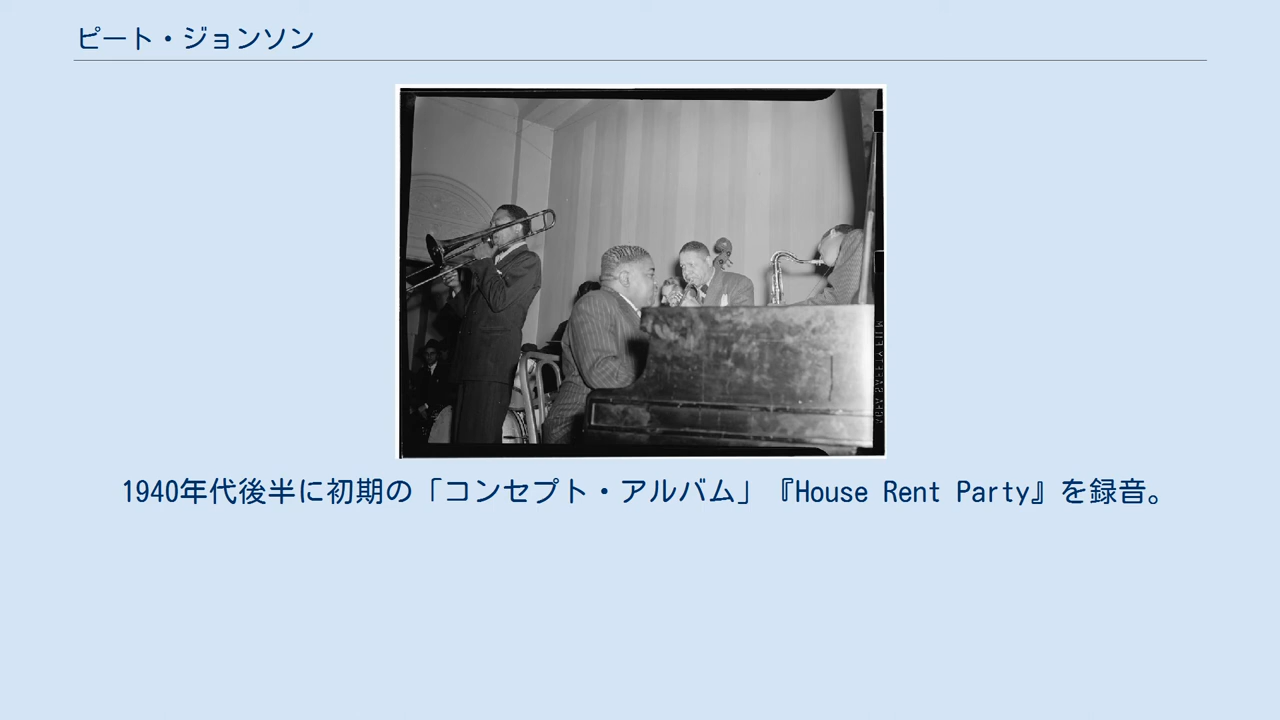 ピート・ジョンソン
1940年代後半に初期の「コンセプト・アルバム」『House Rent Party』を録音。